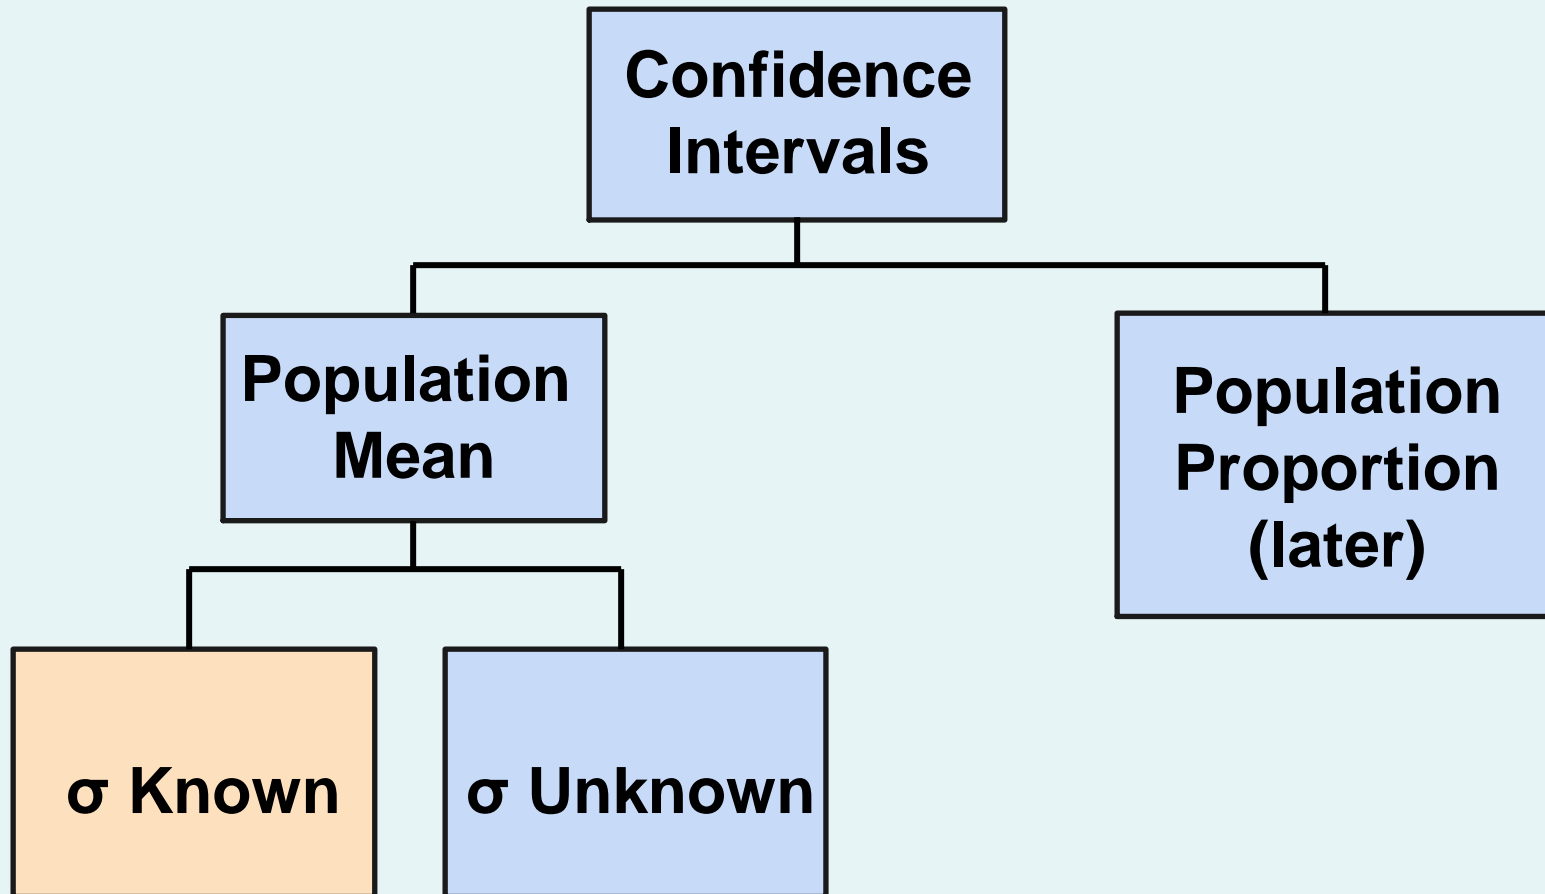 Confidence
Intervals
Population
Mean
Population
Proportion
(later)
σ Known
σ Unknown